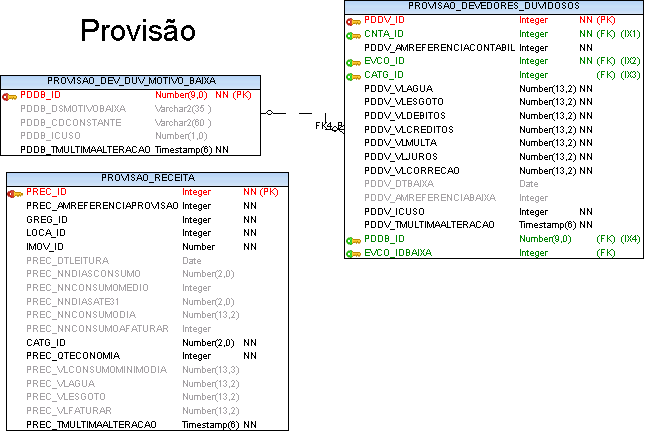 Provisão
PROVISAO_DEV_DUV_MOTIVO_BAIXA
PDDB_ID Number(9,0) NN (PK)
PDDB_DSMOTIVOBAIXA Varchar2(35 )
PDDB_CDCONSTANTE Varchar2(60 )
PDDB_ICUSO Number(1,0)
PDDB_TMULTIMAALTERACAO Timestamp(6) NN
PROVISAO_RECEITA
PREC_ID Integer NN (PK)
PREC_AMREFERENCIAPROVISAO Integer NN
GREG_ID Integer NN
LOCA_ID Integer NN
IMOV_ID Number NN
PREC_DTLEITURA Date
PREC_NNDIASCONSUMO Number(2,0)
PREC_NNCONSUMOMEDIO Integer
PREC_NNDIASATE31 Number(2,0)
PREC_NNCONSUMODIA Number(13,2)
PREC_NNCONSUMOAFATURAR Integer
CATG_ID Number(2,0) NN
PREC_QTECONOMIA Integer NN
PREC_VLCONSUMOMINIMODIA Number(13,3)
PREC_VLAGUA Number(13,2)
PREC_VLESGOTO Number(13,2)
PREC_VLFATURAR Number(13,2)
PREC_TMULTIMAALTERACAO Timestamp(6) NN
PROVISAO_DEVEDORES_DUVIDOSOS
PDDV_ID Integer NN (PK)
CNTA_ID Integer NN (FK) (IX1)
PDDV_AMREFERENCIACONTABIL Integer NN
EVCO_ID Integer NN (FK) (IX2)
CATG_ID Integer (FK) (IX3)
PDDV_VLAGUA Number(13,2) NN
PDDV_VLESGOTO Number(13,2) NN
PDDV_VLDEBITOS Number(13,2) NN
PDDV_VLCREDITOS Number(13,2) NN
PDDV_VLMULTA Number(13,2) NN
PDDV_VLJUROS Number(13,2) NN
PDDV_VLCORRECAO Number(13,2) NN
PDDV_DTBAIXA Date
PDDV_AMREFERENCIABAIXA Integer
PDDV_ICUSO Integer NN
PDDV_TMULTIMAALTERACAO Timestamp(6) NN
PDDB_ID Number(9,0) (FK) (IX4)
EVCO_IDBAIXA Integer (FK)